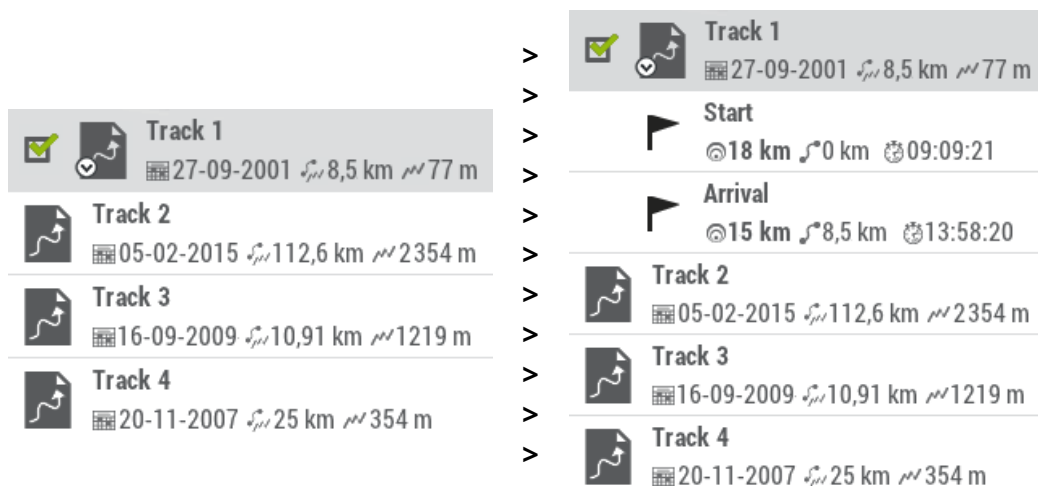 Track 1
27-09-2001 8,5 km 77 m
Track 2
05-02-2015 112,6 km 2354 m
Track 3
16-09-2009 10,91 km 1219 m
Track 4
20-11-2007 25 km 354 m
>
>
>
>
>
>
>
>
>
>
>
Track 1
27-09-2001 8,5 km 77 m
Start
18 km 0 km 09:09:21
Arrival
15 km 8,5 km 13:58:20
Track 2
05-02-2015 112,6 km 2354 m
Track 3
16-09-2009 10,91 km 1219 m
Track 4
20-11-2007 25 km 354 m